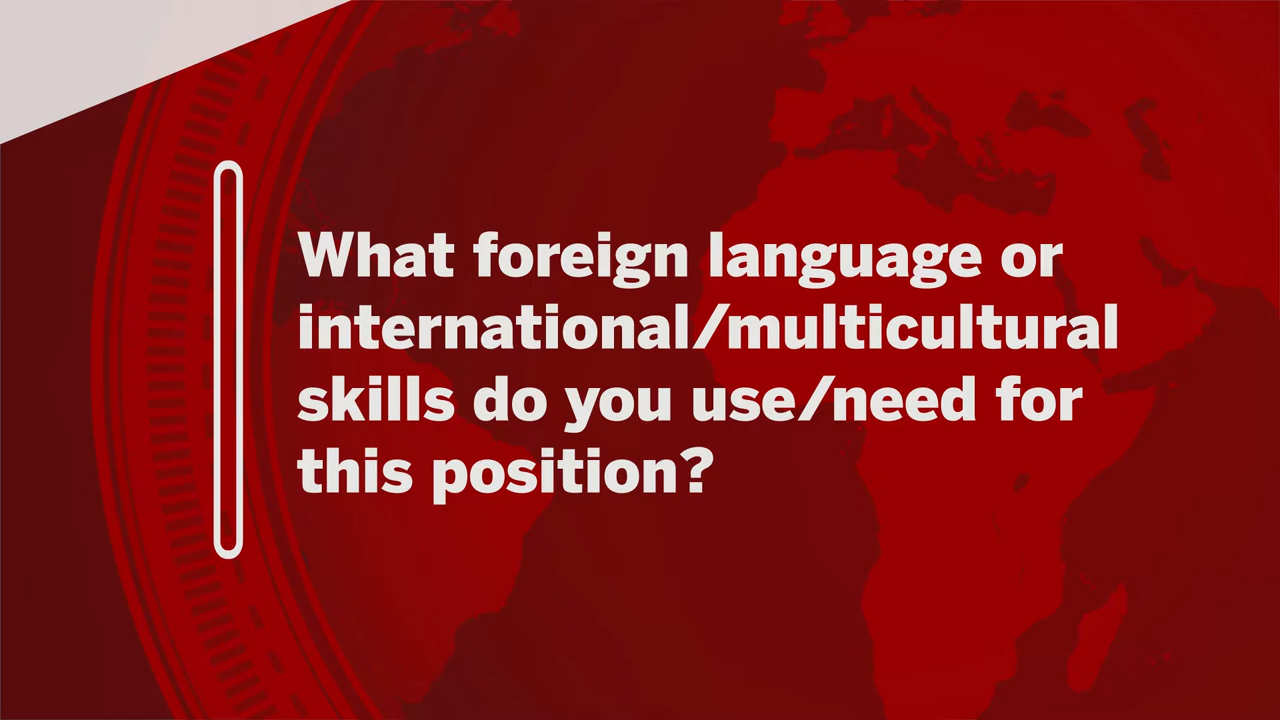 What foreign language or
international/multicultural
skills do you use/need for
this position?